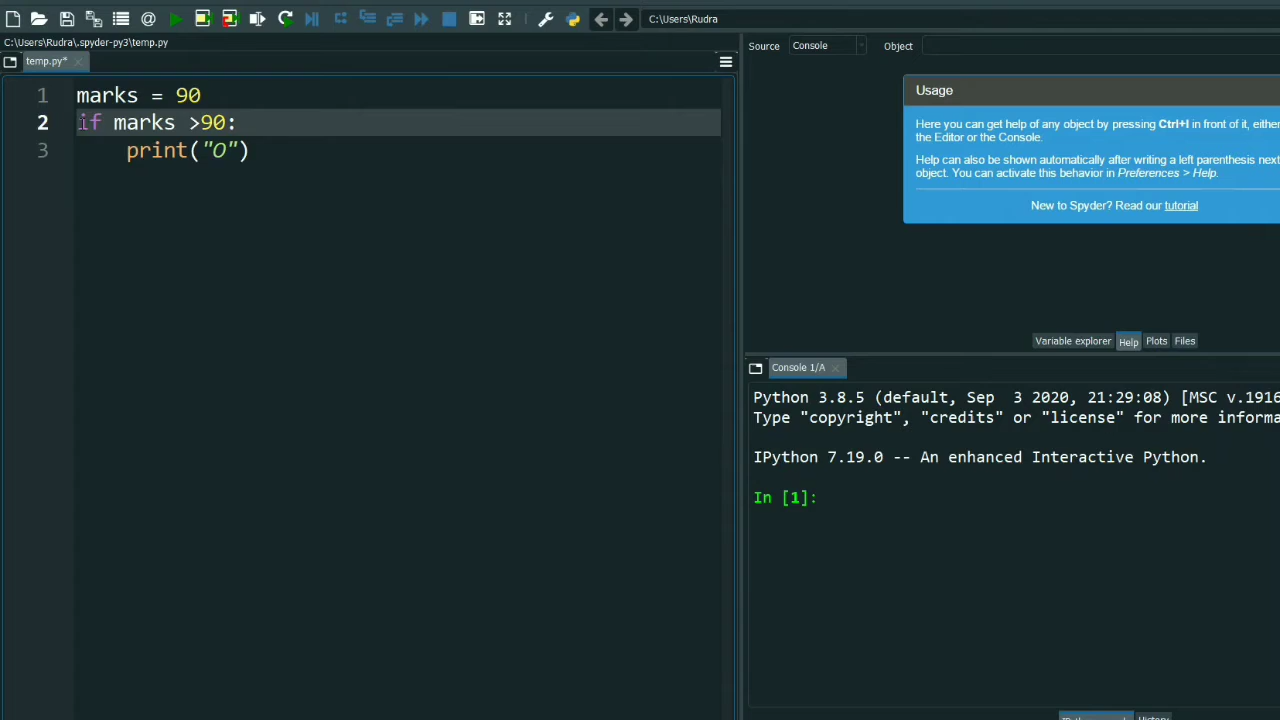 C:\Users\Rudra
C:\Users\Rudra\.spyder-py3\temp.py
temp.py*
1 marks = 90
2 if marks >90:
3 print("O")
Source Console Object
Usage
Here you can get help of any object by pressing Ctrl+I in front of it, either
the Editor or the Console.
Help can also be shown automatically after writing a left parenthesis next
object. You can activate this behavior in Preferences > Help.
New to Spyder? Read our tutorial
Variable explorer Help Plots Files
Console 1/A
Python 3.8.5 (default, Sep 3 2020, 21:29:08) [MSC v.1916
Type "copyright", "credits" or "license" for more informa
IPython 7.19.0 -- An enhanced Interactive Python.
In [1]: